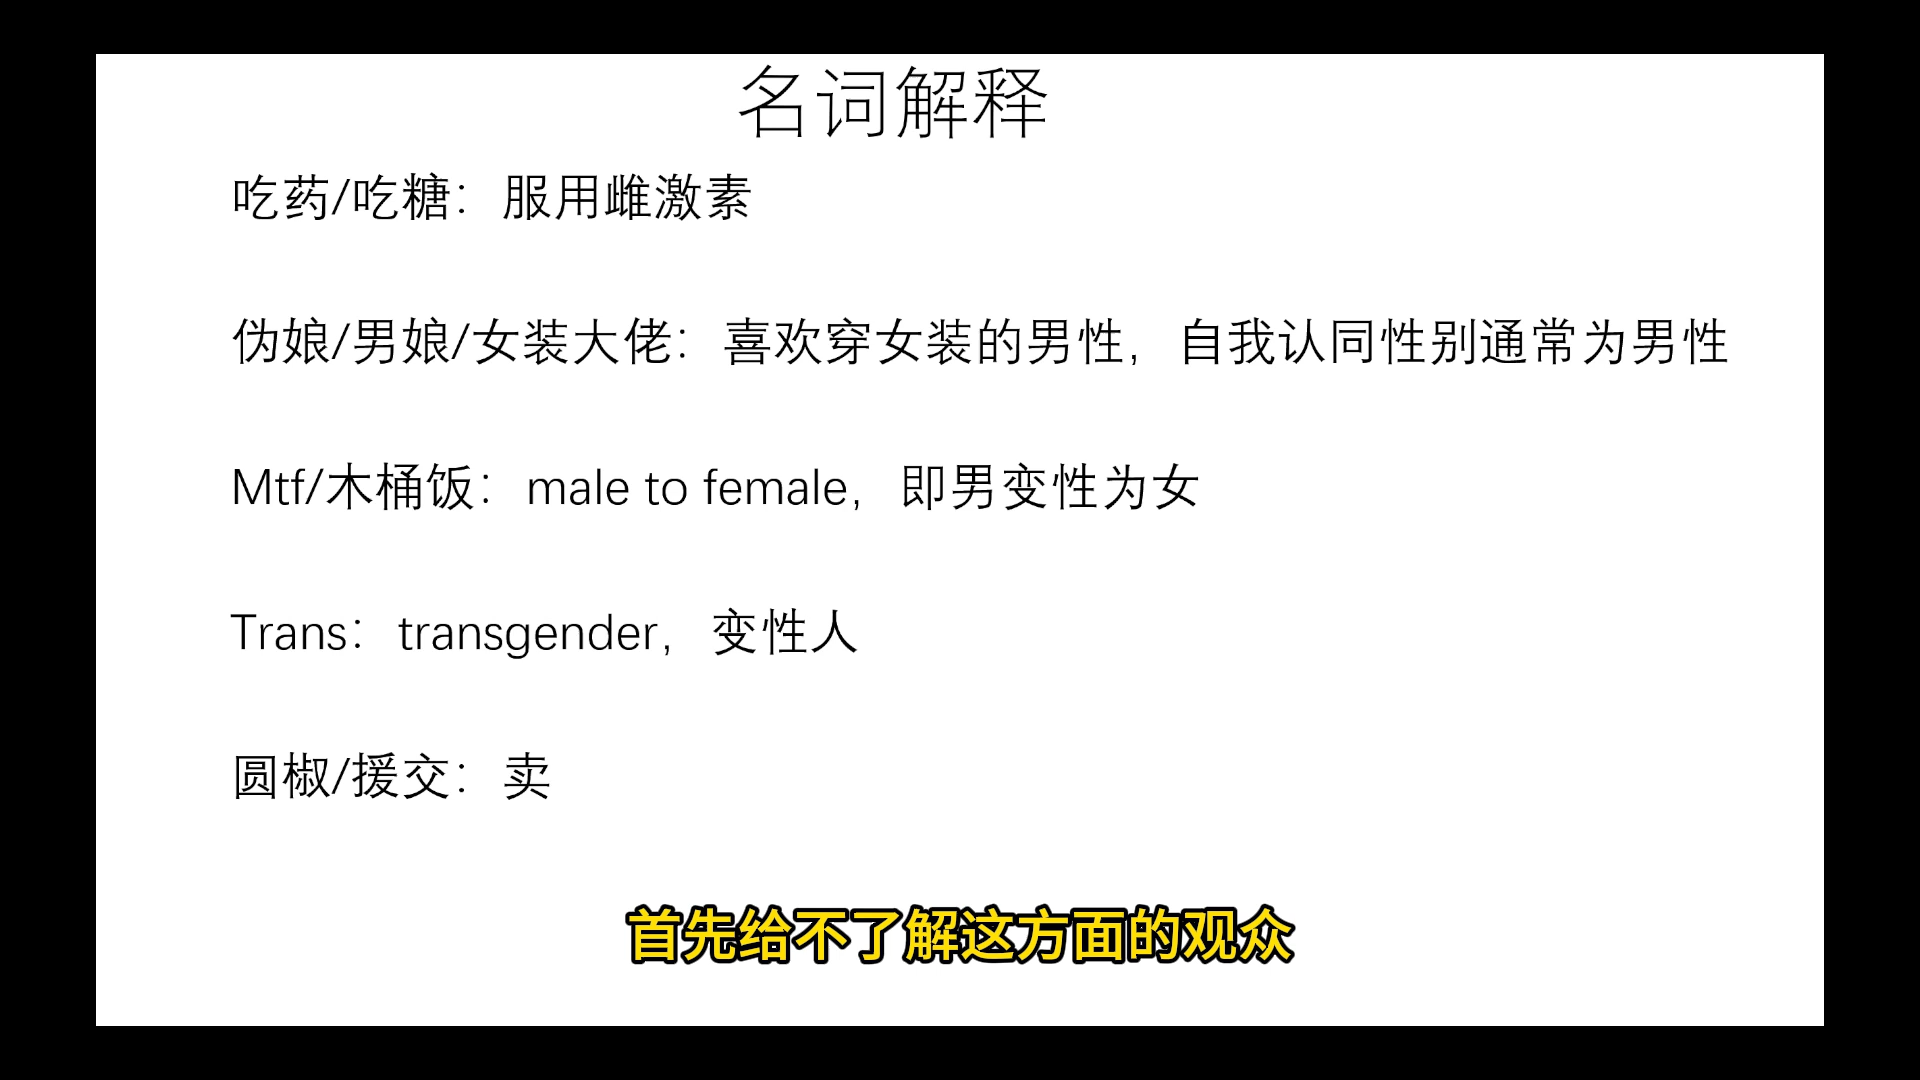 名词解释
吃药/吃糖：服用雌激素
伪娘/男娘/女装大佬：喜欢穿女装的男性，自我认同性别通常为男性
Mtf/木桶饭：male to female，即男变性为女
Trans：transgender，变性人
圆椒/援交：卖
首先给不了解这方面的观众